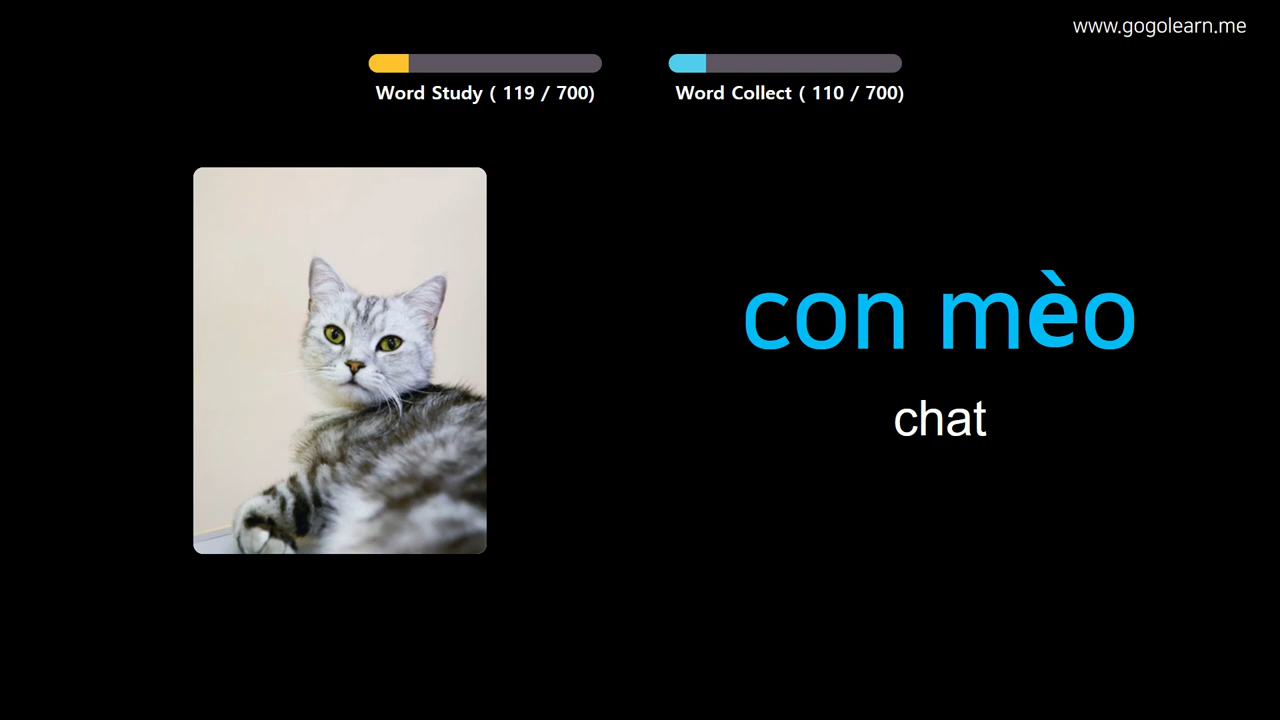 www.gogolearn.me
Word Study ( 119 / 700)
Word Collect ( 110 / 700)
con mèo
chat